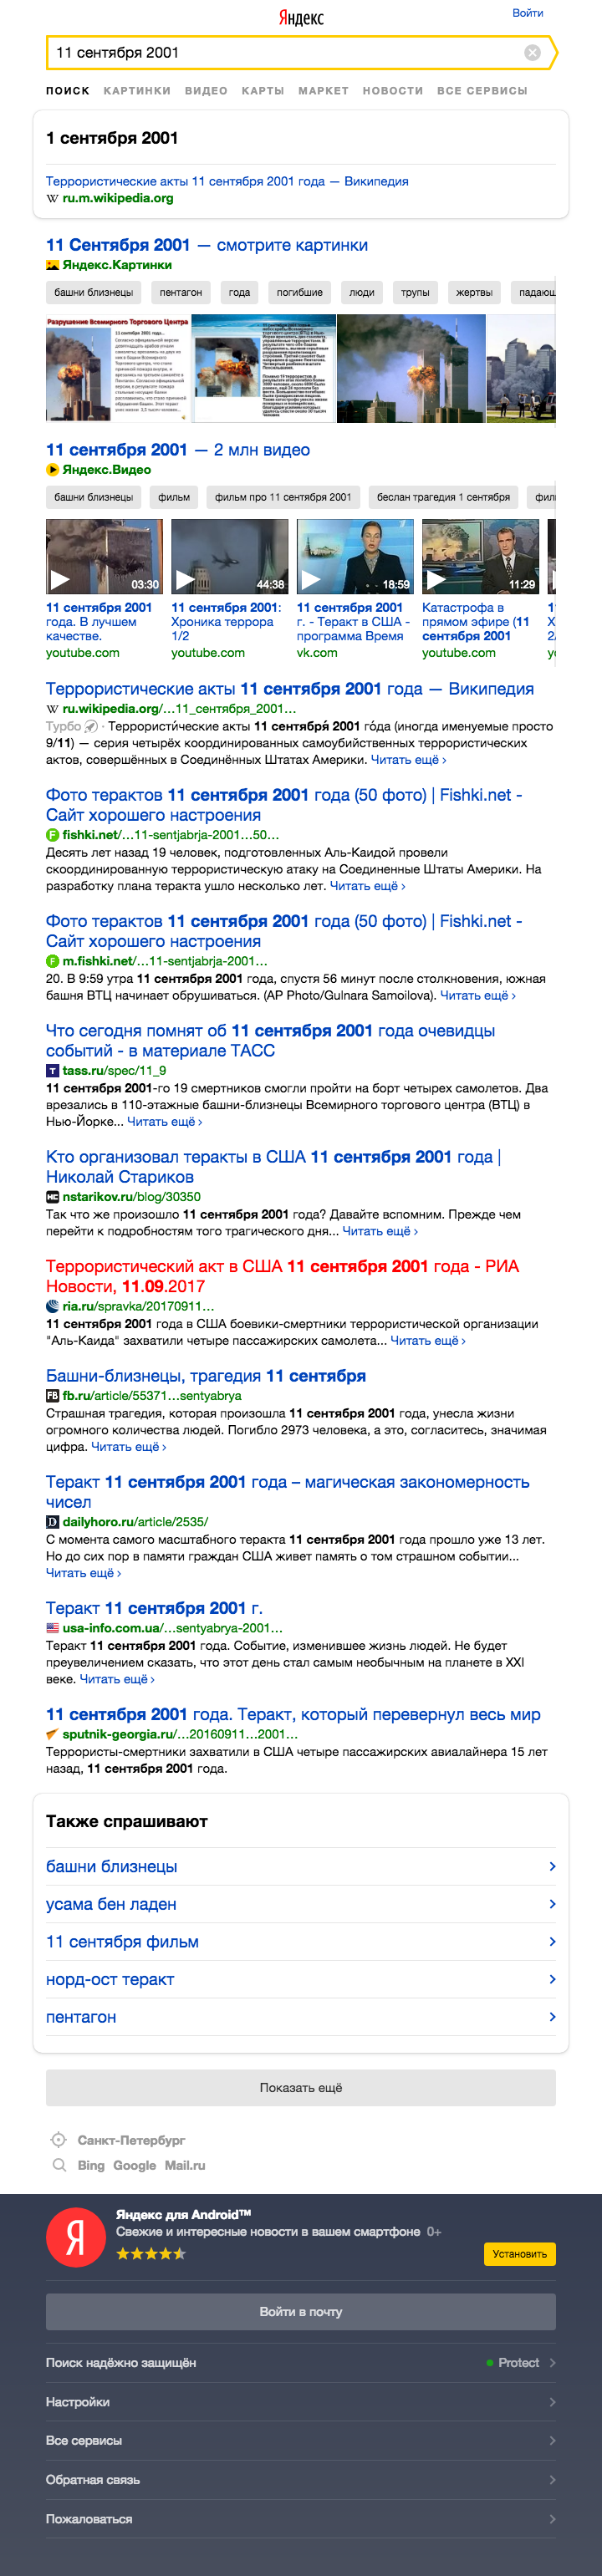 Яндекс
Войти
11 сентября 2001
ПОИСК КАРТИНКИ ВИДЕО КАРТЫ МАРКЕТ НОВОСТИ ВСЕ СЕРВИСЫ
1 сентября 2001
Террористические акты 11 сентября 2001 года — Википедия
W ru.m.wikipedia.org
11 Сентября 2001 — смотрите картинки
Яндекс.Картинки
башни близнецы пентагон года погибшие люди трупы жертвы падающ
Разрушение Всемирного Торгового Центра
11 сентября 2001 — 2 млн видео
Яндекс.Видео
башни близнецы фильм фильм про 11 сентября 2001 беслан трагедия 1 сентября фил
03:30 44:38 18:59 11:29
11 сентября 2001 года. В лучшем качестве.
youtube.com
11 сентября 2001: Хроника террора 1/2
youtube.com
11 сентября 2001 г. - Теракт в США - программа Время
vk.com
Катастрофа в прямом эфире (11 сентября 2001
youtube.com
Террористические акты 11 сентября 2001 года — Википедия
W ru.wikipedia.org/…11_сентября_2001…
Турбо · Террористи́ческие акты 11 сентября́ 2001 го́да (иногда именуемые просто
9/11) — серия четырёх координированных самоубийственных террористических
актов, совершённых в Соединённых Штатах Америки. Читать ещё ›
Фото терактов 11 сентября 2001 года (50 фото) | Fishki.net -
Сайт хорошего настроения
F fishki.net/…11-sentjabrja-2001…50…
Десять лет назад 19 человек, подготовленных Аль-Каидой провели
скоординированную террористическую атаку на Соединенные Штаты Америки. На
разработку плана теракта ушло несколько лет. Читать ещё ›
Фото терактов 11 сентября 2001 года (50 фото) | Fishki.net -
Сайт хорошего настроения
F m.fishki.net/…11-sentjabrja-2001…
20. В 9:59 утра 11 сентября 2001 года, спустя 56 минут после столкновения, южная
башня ВТЦ начинает обрушиваться. (AP Photo/Gulnara Samoilova). Читать ещё ›
Что сегодня помнят об 11 сентября 2001 года очевидцы
событий - в материале ТАСС
T tass.ru/spec/11_9
11 сентября 2001-го 19 смертников смогли пройти на борт четырех самолетов. Два
врезались в 110-этажные башни-близнецы Всемирного торгового центра (ВТЦ) в
Нью-Йорке... Читать ещё ›
Кто организовал теракты в США 11 сентября 2001 года |
Николай Стариков
НС nstarikov.ru/blog/30350
Так что же произошло 11 сентября 2001 года? Давайте вспомним. Прежде чем
перейти к подробностям того трагического дня... Читать ещё ›
Террористический акт в США 11 сентября 2001 года - РИА
Новости, 11.09.2017
ria.ru/spravka/20170911…
11 сентября 2001 года в США боевики-смертники террористической организации
"Аль-Каида" захватили четыре пассажирских самолета... Читать ещё ›
Башни-близнецы, трагедия 11 сентября
FB fb.ru/article/55371…sentyabrya
Страшная трагедия, которая произошла 11 сентября 2001 года, унесла жизни
огромного количества людей. Погибло 2973 человека, а это, согласитесь, значимая
цифра. Читать ещё ›
Теракт 11 сентября 2001 года – магическая закономерность
чисел
D dailyhoro.ru/article/2535/
С момента самого масштабного теракта 11 сентября 2001 года прошло уже 13 лет.
Но до сих пор в памяти граждан США живет память о том страшном событии...
Читать ещё ›
Теракт 11 сентября 2001 г.
usa-info.com.ua/…sentyabrya-2001…
Теракт 11 сентября 2001 года. Событие, изменившее жизнь людей. Не будет
преувеличением сказать, что этот день стал самым необычным на планете в XXI
веке. Читать ещё ›
11 сентября 2001 года. Теракт, который перевернул весь мир
sputnik-georgia.ru/…20160911…2001…
Террористы-смертники захватили в США четыре пассажирских авиалайнера 15 лет
назад, 11 сентября 2001 года.
Также спрашивают
башни близнецы
усама бен ладен
11 сентября фильм
норд-ост теракт
пентагон
Показать ещё
Санкт-Петербург
Bing Google Mail.ru
Я
Яндекс для Android™
Свежие и интересные новости в вашем смартфоне 0+
Установить
Войти в почту
Поиск надёжно защищён Protect
Настройки
Все сервисы
Обратная связь
Пожаловаться